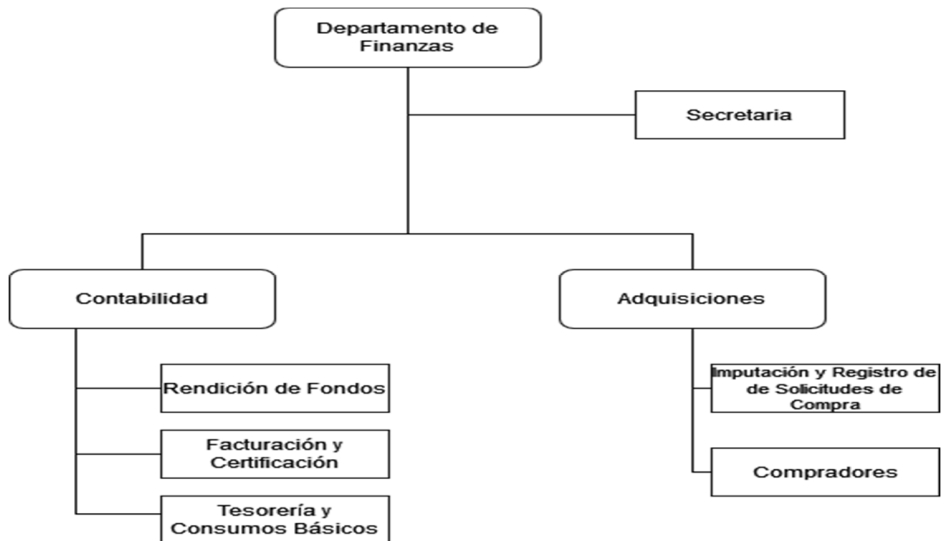 Departamento de
Finanzas
Secretaria
Contabilidad
Adquisiciones
Rendición de Fondos
Facturación y
Certificación
Tesorería y
Consumos Básicos
Imputación y Registro de
de Solicitudes de
Compra
Compradores